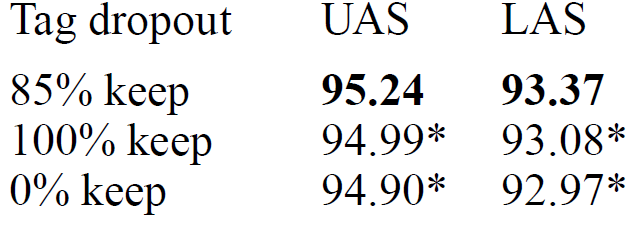 Tag dropout UAS LAS
85% keep 95.24 93.37
100% keep 94.99* 93.08*
0% keep 94.90* 92.97*